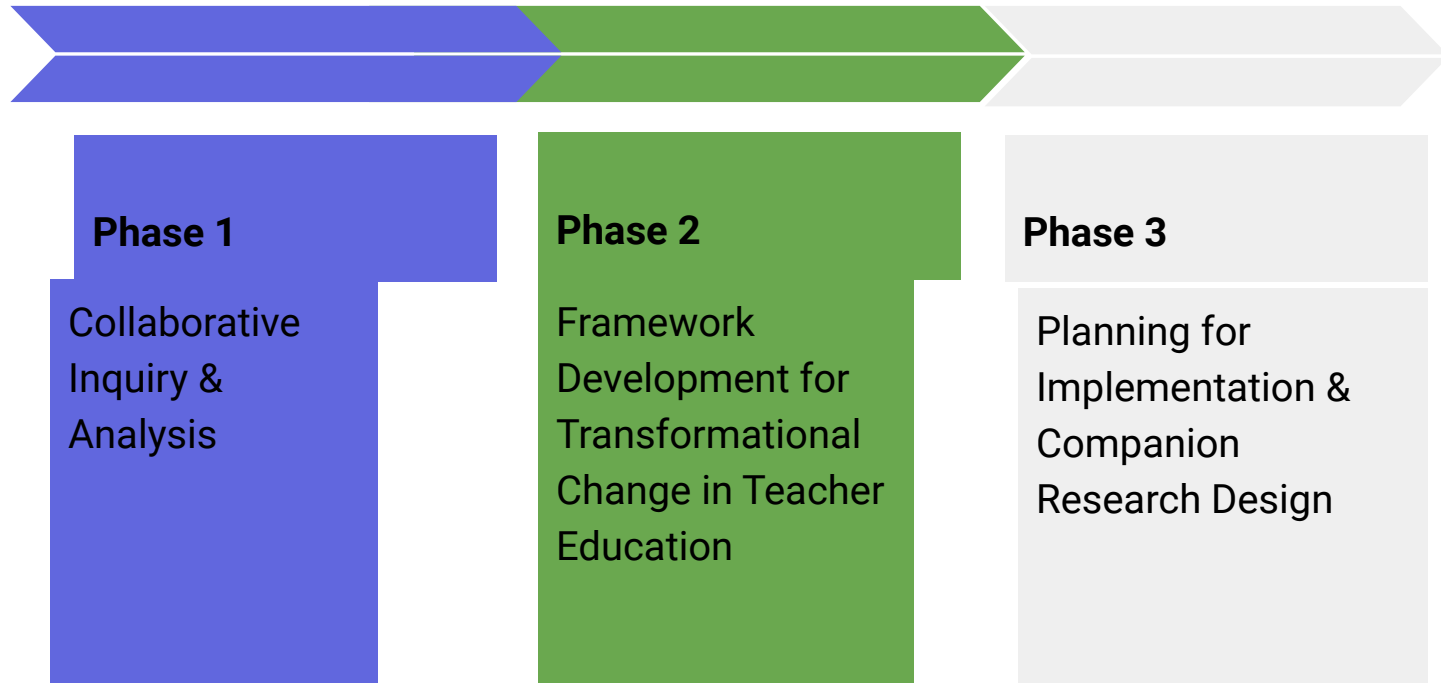 Phase 1
Collaborative
Inquiry &
Analysis
Phase 2
Framework
Development for
Transformational
Change in Teacher
Education
Phase 3
Planning for
Implementation &
Companion
Research Design